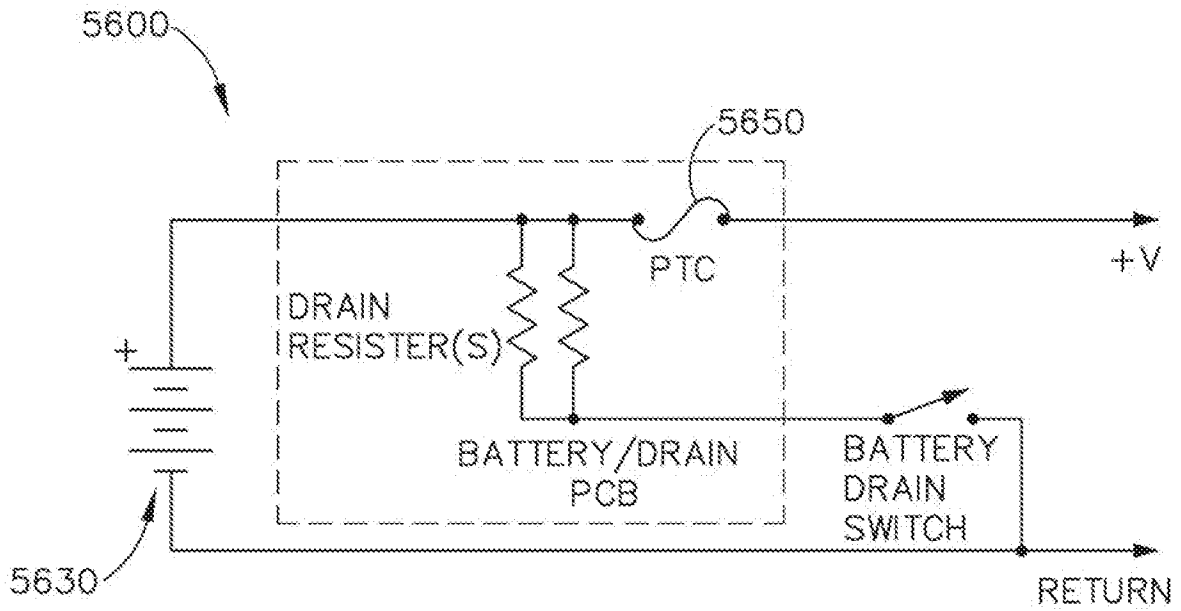 5600
5650
PTC
+V
DRAIN
RESISTER(S)
+
BATTERY/DRAIN
PCB
BATTERY
DRAIN
SWITCH
5630
RETURN